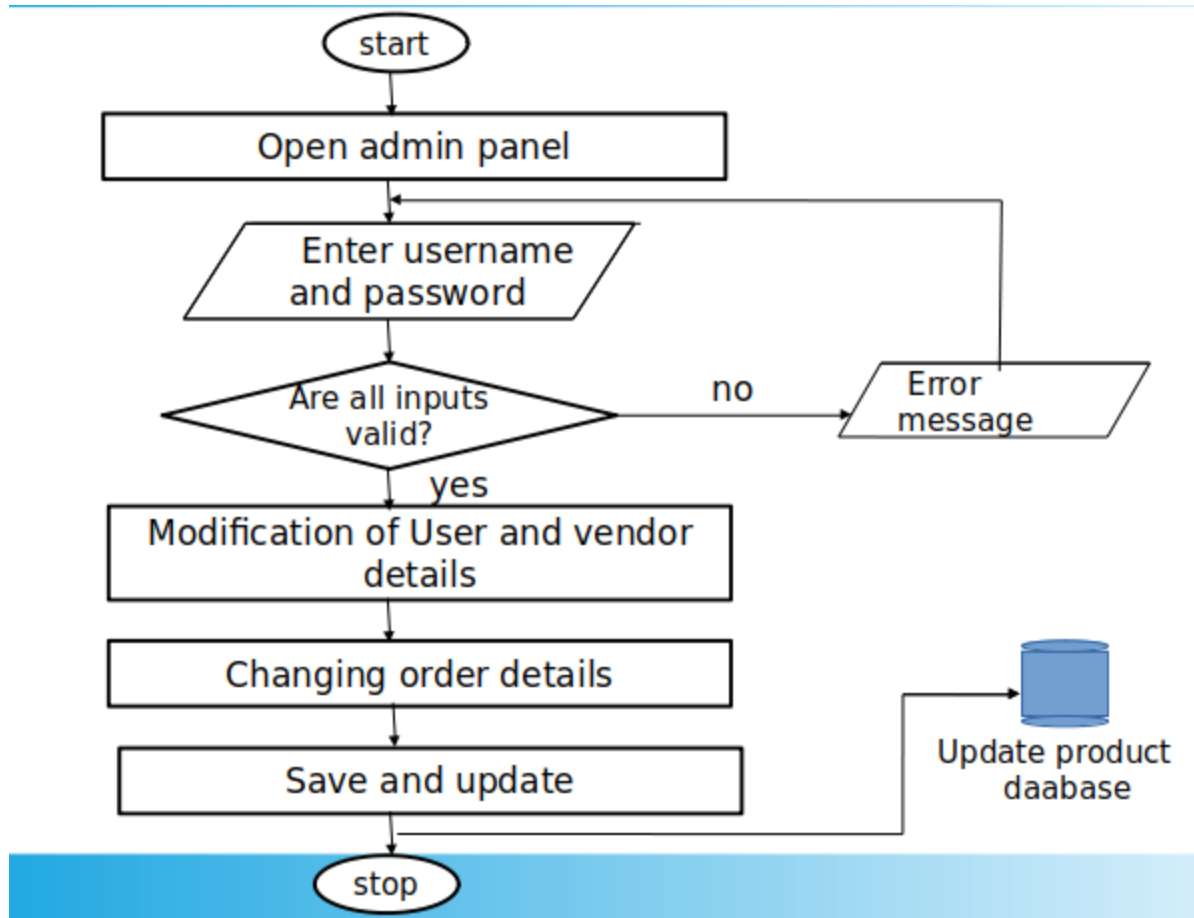 start
Open admin panel
Enter username
and password
Are all inputs
valid?
no
Error
message
yes
Modification of User and vendor
details
Changing order details
Save and update
Update product
daabase
stop